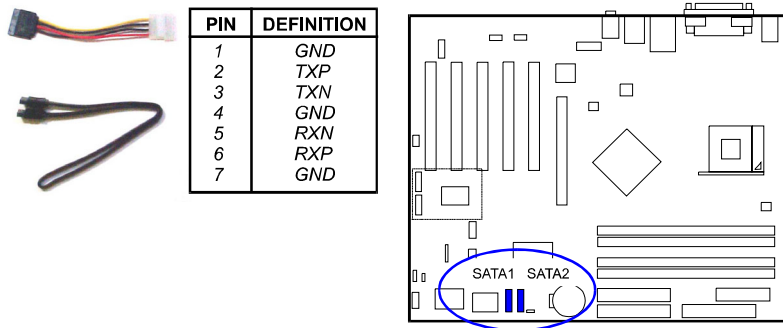 PIN DEFINITION
1 GND
2 TXP
3 TXN
4 GND
5 RXN
6 RXP
7 GND
SATA1 SATA2